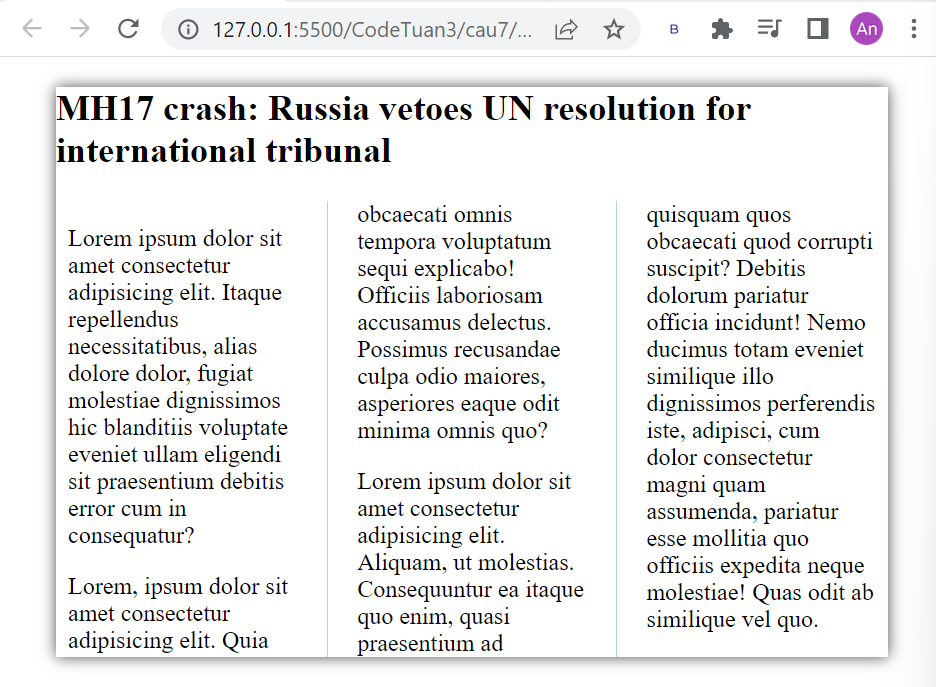 127.0.0.1:5500/CodeTuan3/cau7/...
B
An
MH17 crash: Russia vetoes UN resolution for
international tribunal
Lorem ipsum dolor sit
amet consectetur
adipisicing elit. Itaque
repellendus
necessitatibus, alias
dolore dolor, fugiat
molestiae dignissimos
hic blanditiis voluptate
eveniet ullam eligendi
sit praesentium debitis
error cum in
consequatur?
Lorem, ipsum dolor sit
amet consectetur
adipisicing elit. Quia
obcaecati omnis
tempora voluptatum
sequi explicabo!
Officiis laboriosam
accusamus delectus.
Possimus recusandae
culpa odio maiores,
asperiores eaque odit
minima omnis quo?
Lorem ipsum dolor sit
amet consectetur
adipisicing elit.
Aliquam, ut molestias.
Consequuntur ea itaque
quo enim, quasi
praesentium ad
quisquam quos
obcaecati quod corrupti
suscipit? Debitis
dolorum pariatur
officia incidunt! Nemo
ducimus totam eveniet
similique illo
dignissimos perferendis
iste, adipisci, cum
dolor consectetur
magni quam
assumenda, pariatur
esse mollitia quo
officiis expedita neque
molestiae! Quas odit ab
similique vel quo.